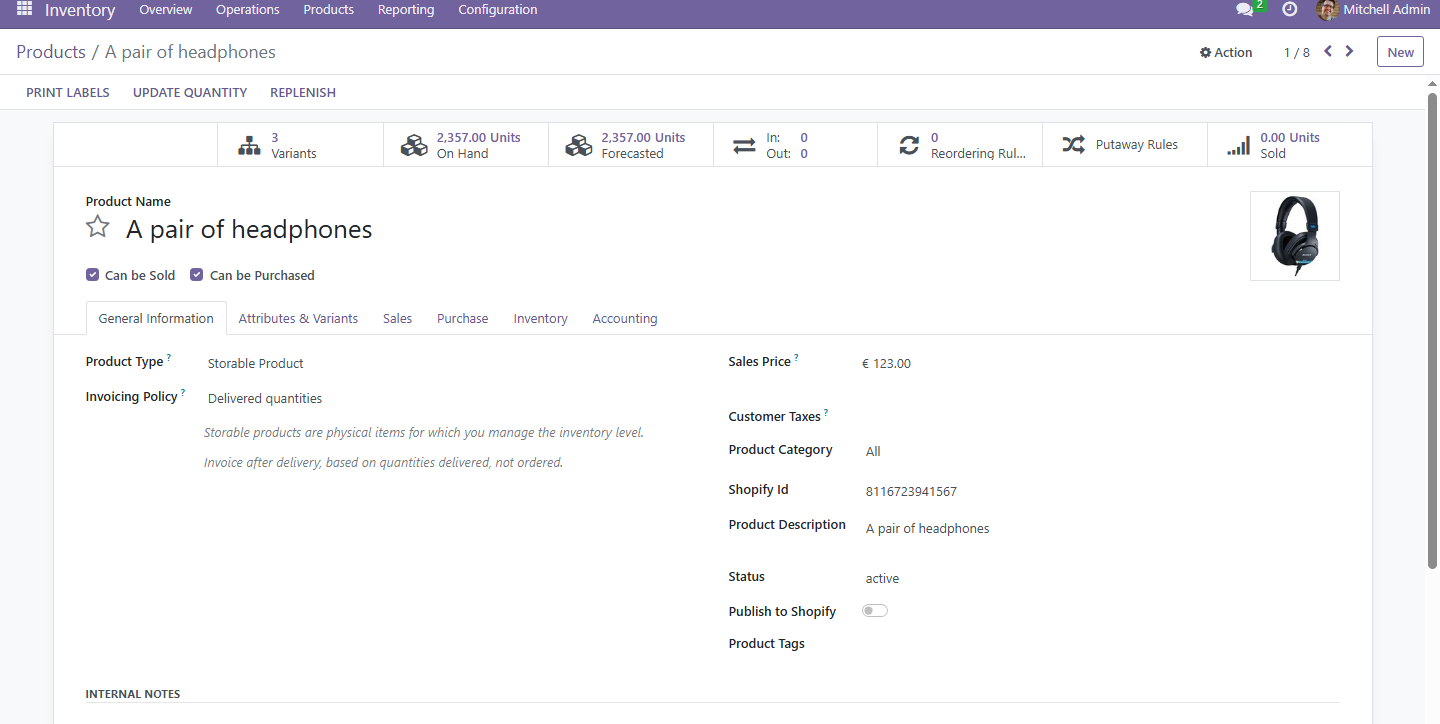 Inventory Overview Operations Products Reporting Configuration 2 Mitchell Admin
Products / A pair of headphones Action 1 / 8 New
PRINT LABELS UPDATE QUANTITY REPLENISH
3 Variants
2,357.00 Units On Hand
2,357.00 Units Forecasted
In: 0
Out: 0
0 Reordering Rul...
Putaway Rules
0.00 Units Sold
Product Name
A pair of headphones
Can be Sold Can be Purchased
General Information Attributes & Variants Sales Purchase Inventory Accounting
Product Type ? Storable Product
Invoicing Policy ? Delivered quantities
Storable products are physical items for which you manage the inventory level.
Invoice after delivery, based on quantities delivered, not ordered.
Sales Price ? € 123.00
Customer Taxes ?
Product Category All
Shopify Id 8116723941567
Product Description A pair of headphones
Status active
Publish to Shopify
Product Tags
INTERNAL NOTES